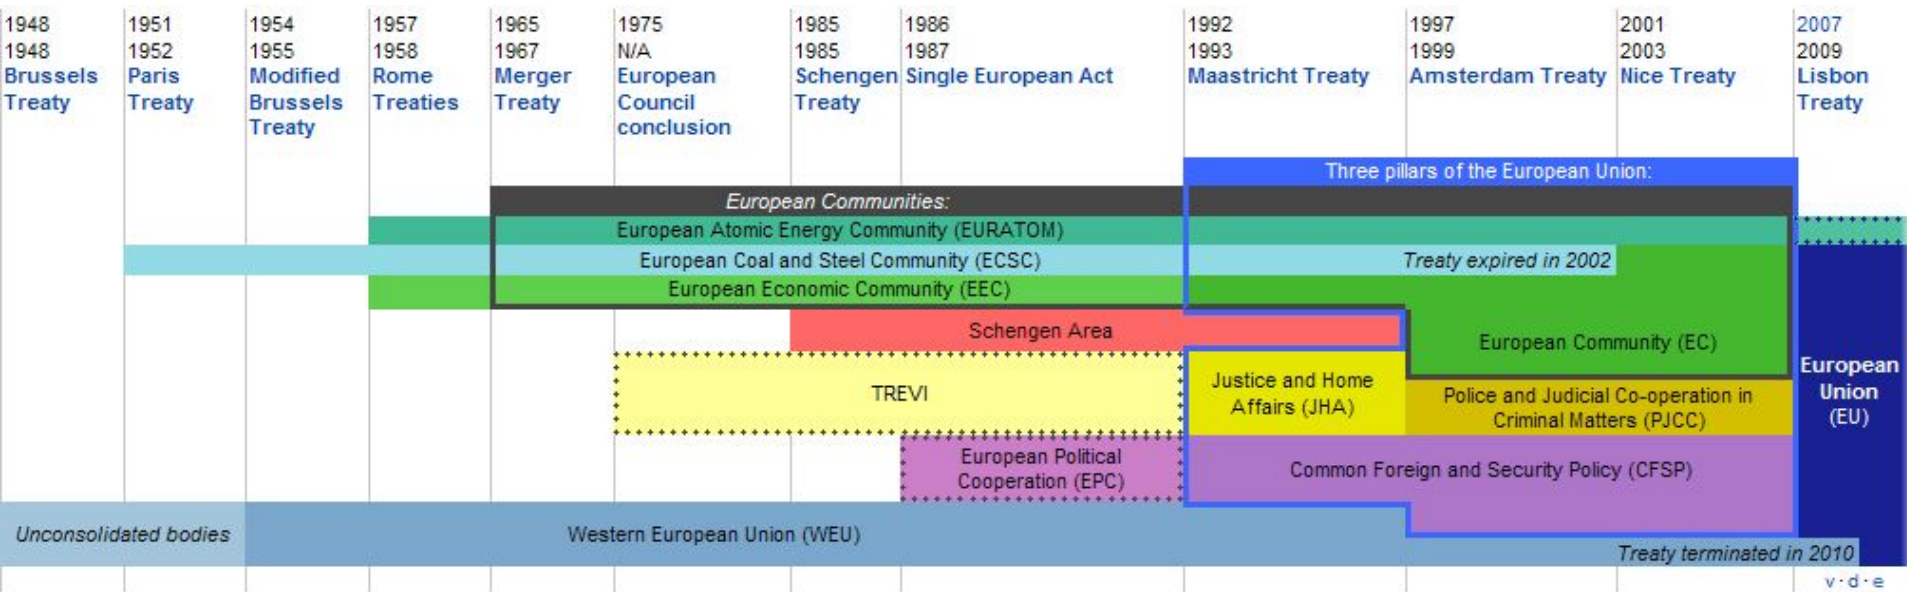 1948
1948
Brussels
Treaty
1951
1952
Paris
Treaty
1954
1955
Modified
Brussels
Treaty
1957
1958
Rome
Treaties
1965
1967
Merger
Treaty
1975
N/A
European
Council
conclusion
1985
1985
Schengen
Treaty
1986
1987
Single European Act
1992
1993
Maastricht Treaty
1997
1999
Amsterdam Treaty
2001
2003
Nice Treaty
2007
2009
Lisbon
Treaty
Three pillars of the European Union:
European Communities:
European Atomic Energy Community (EURATOM)
European Coal and Steel Community (ECSC)
Treaty expired in 2002
European Economic Community (EEC)
Schengen Area
European Community (EC)
TREVI
Justice and Home
Affairs (JHA)
Police and Judicial Co-operation in
Criminal Matters (PJCC)
European
Union
(EU)
European Political
Cooperation (EPC)
Common Foreign and Security Policy (CFSP)
Unconsolidated bodies
Western European Union (WEU)
Treaty terminated in 2010
v·d·e